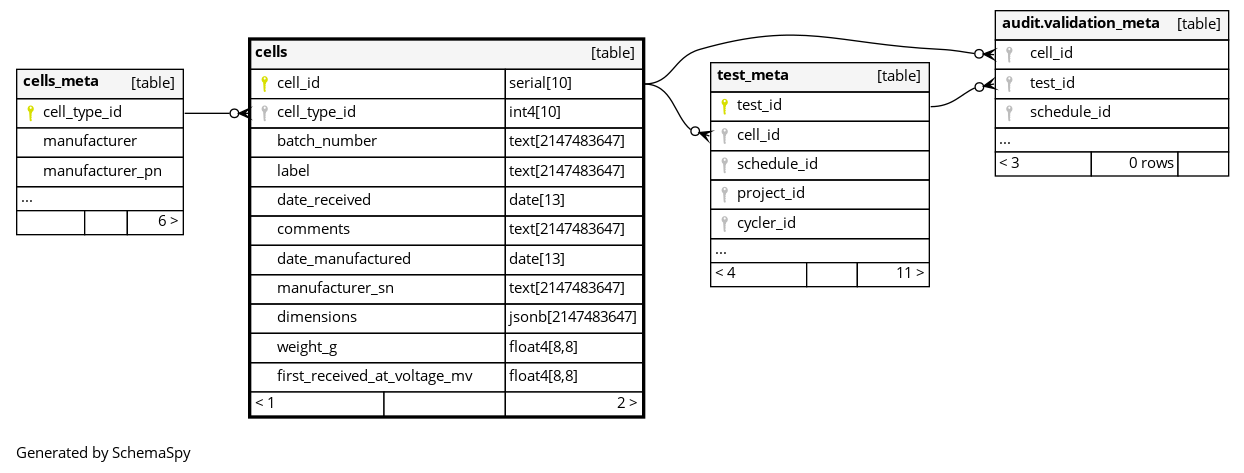 cells_meta [table]
cell_type_id
manufacturer
manufacturer_pn
...
6 >
cells [table]
cell_id serial[10]
cell_type_id int4[10]
batch_number text[2147483647]
label text[2147483647]
date_received date[13]
comments text[2147483647]
date_manufactured date[13]
manufacturer_sn text[2147483647]
dimensions jsonb[2147483647]
weight_g float4[8,8]
first_received_at_voltage_mv float4[8,8]
< 1 2 >
test_meta [table]
test_id
cell_id
schedule_id
project_id
cycler_id
...
< 4 11 >
audit.validation_meta [table]
cell_id
test_id
schedule_id
...
< 3 0 rows
Generated by SchemaSpy